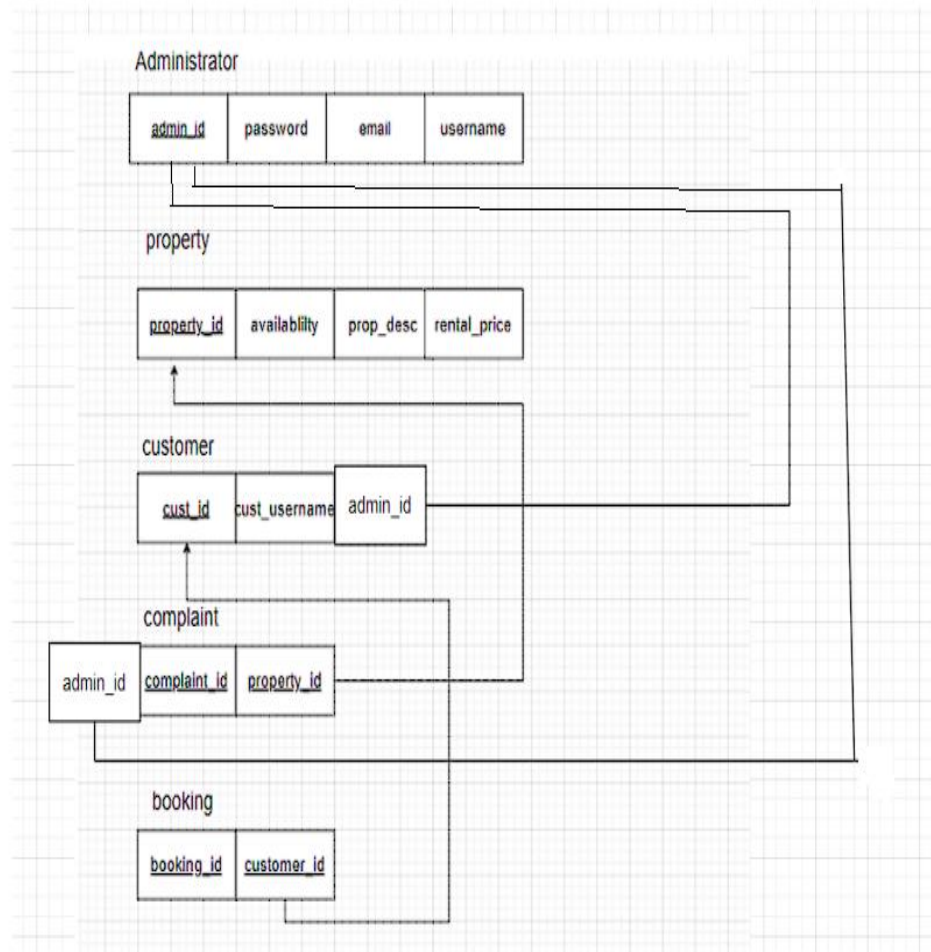 Administrator
admin_id password email username
property
property_id availablilty prop_desc rental_price
customer
cust_id cust_username admin_id
complaint
admin_id complaint_id property_id
booking
booking_id customer_id